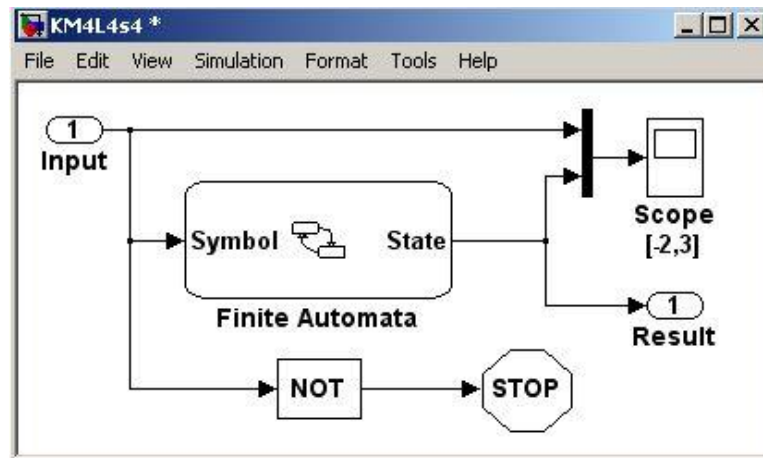 KM4L4s4 *
File Edit View Simulation Format Tools Help
1
Input
Symbol State
Finite Automata
Scope
[-2,3]
1
Result
NOT STOP